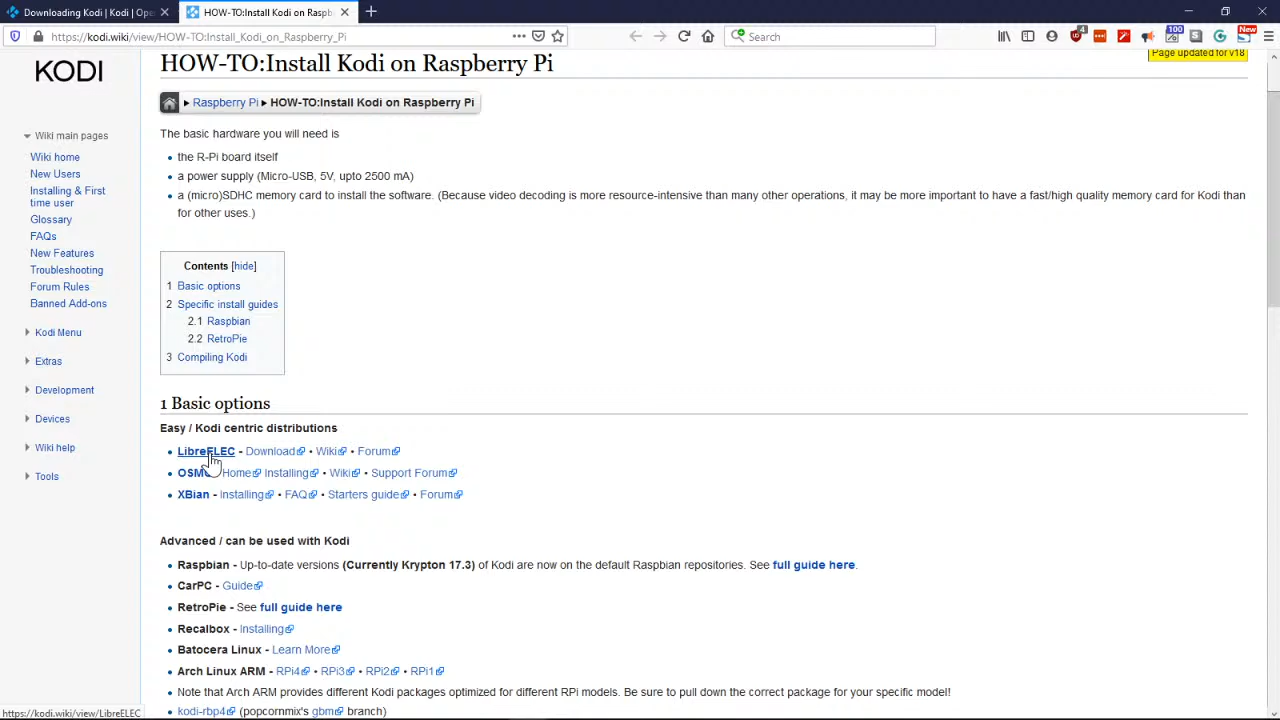 Downloading Kodi | Kodi | Ope
HOW-TO:Install Kodi on Raspb
https://kodi.wiki/view/HOW-TO:Install_Kodi_on_Raspberry_Pi
Search
4
100
New
KODI
Wiki main pages
Wiki home
New Users
Installing & First
time user
Glossary
FAQs
New Features
Troubleshooting
Forum Rules
Banned Add-ons
Kodi Menu
Extras
Development
Devices
Wiki help
Tools
HOW-TO:Install Kodi on Raspberry Pi
Page updated for v18
Raspberry Pi ▸ HOW-TO:Install Kodi on Raspberry Pi
The basic hardware you will need is
• the R-Pi board itself
• a power supply (Micro-USB, 5V, upto 2500 mA)
• a (micro)SDHC memory card to install the software. (Because video decoding is more resource-intensive than many other operations, it may be more important to have a fast/high quality memory card for Kodi than
for other uses.)
Contents [hide]
1 Basic options
2 Specific install guides
2.1 Raspbian
2.2 RetroPie
3 Compiling Kodi
1 Basic options
Easy / Kodi centric distributions
• LibreELEC - Download • Wiki • Forum
• OSMC Home Installing • Wiki • Support Forum
• XBian - Installing • FAQ • Starters guide • Forum
Advanced / can be used with Kodi
• Raspbian - Up-to-date versions (Currently Krypton 17.3) of Kodi are now on the default Raspbian repositories. See full guide here.
• CarPC - Guide
• RetroPie - See full guide here
• Recalbox - Installing
• Batocera Linux - Learn More
• Arch Linux ARM - RPi4 • RPi3 • RPi2 • RPi1
• Note that Arch ARM provides different Kodi packages optimized for different RPi models. Be sure to pull down the correct package for your specific model!
• kodi-rbp4 (popcornmix's gbm branch)
https://kodi.wiki/view/LibreELEC